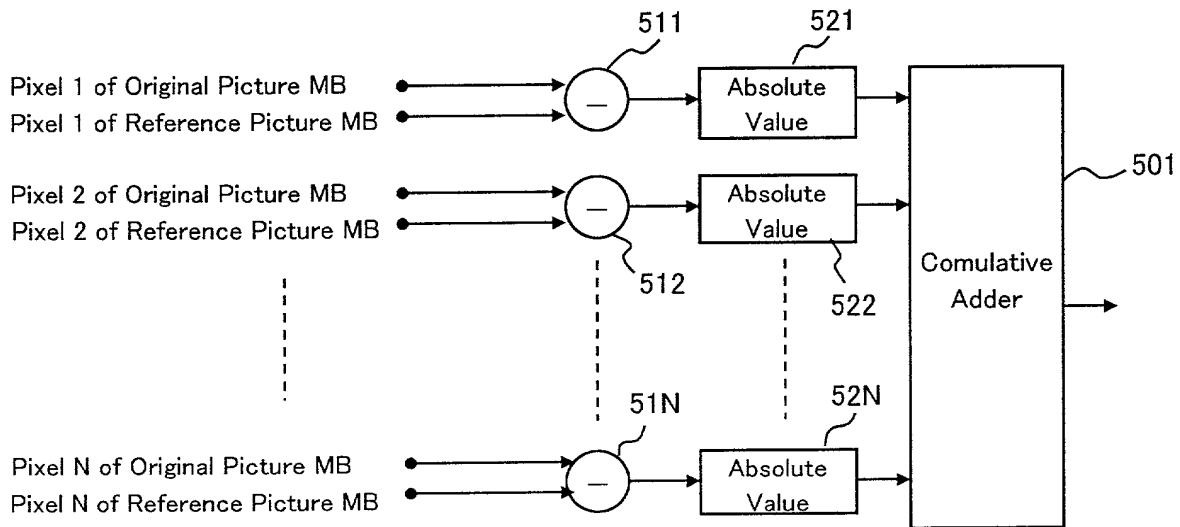 511
521
Pixel 1 of Original Picture MB
Pixel 1 of Reference Picture MB
−
Absolute
Value
501
Pixel 2 of Original Picture MB
Pixel 2 of Reference Picture MB
−
Absolute
Value
512
522
Comulative
Adder
51N
52N
Pixel N of Original Picture MB
Pixel N of Reference Picture MB
−
Absolute
Value